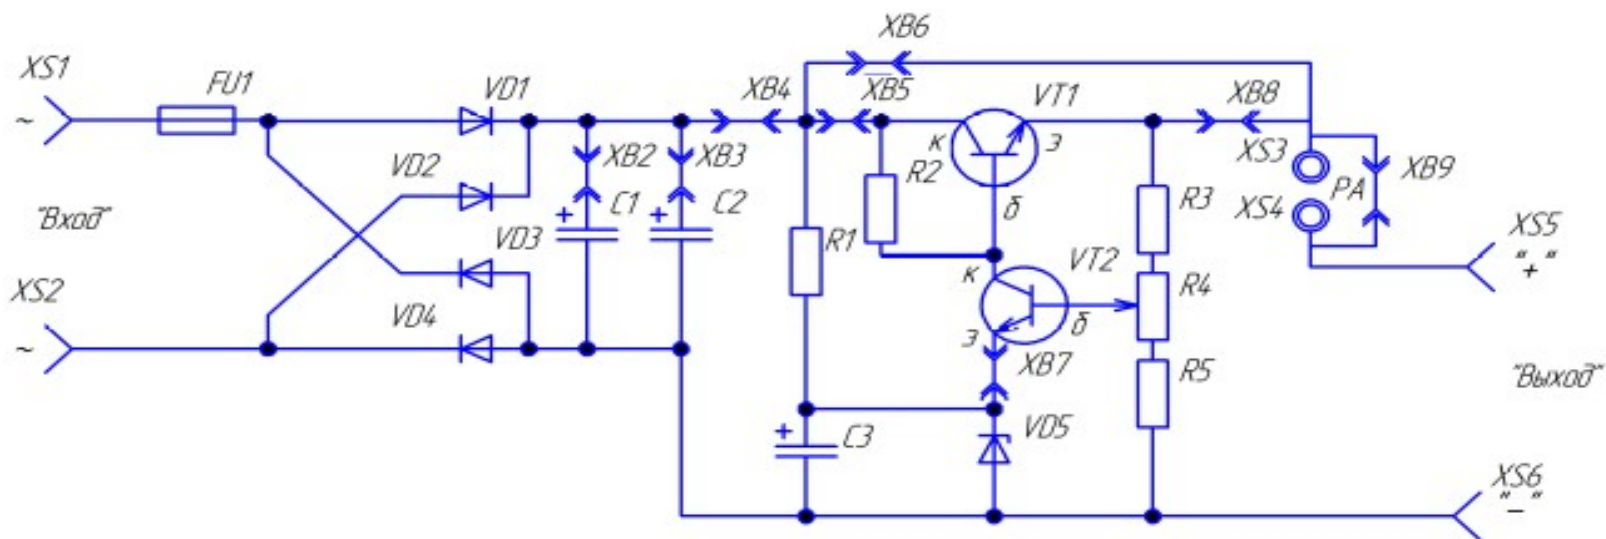 XB6
XS1
FU1
VD1
XB4
XB5
VT1
XB8
~
к
э
XB2
XB3
XS3
VD2
R2
PA
XB9
б
R3
XS4
"Вход"
+
C1
+
C2
VD3
R1
VT2
XS5
"+"
к
XS2
R4
VD4
б
э
~
XB7
R5
"Выход"
+
C3
VD5
XS6
"—"